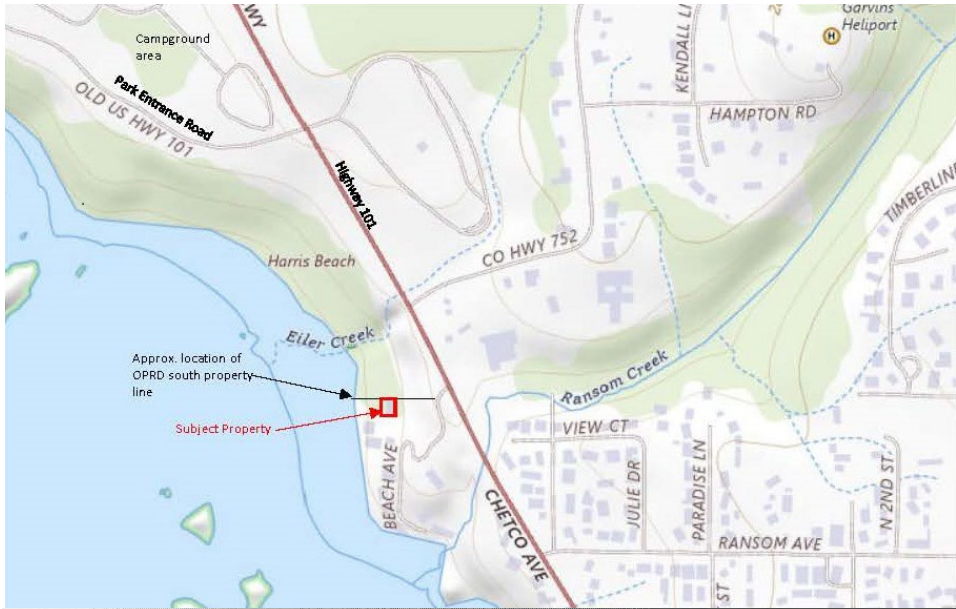 Garvins
Heliport
H
HWY
Campground
area
KENDALL LN
HAMPTON RD
Park Entrance Road
OLD US HWY 101
Highway 101
TIMBERLINE
CO HWY 752
Harris Beach
Eiler Creek
Approx. location of
OPRD south property
line
Ransom Creek
Subject Property
VIEW CT
BEACH AVE
JULIE DR
PARADISE LN
N 2ND ST
CHETCO AVE
RANSOM AVE
ST